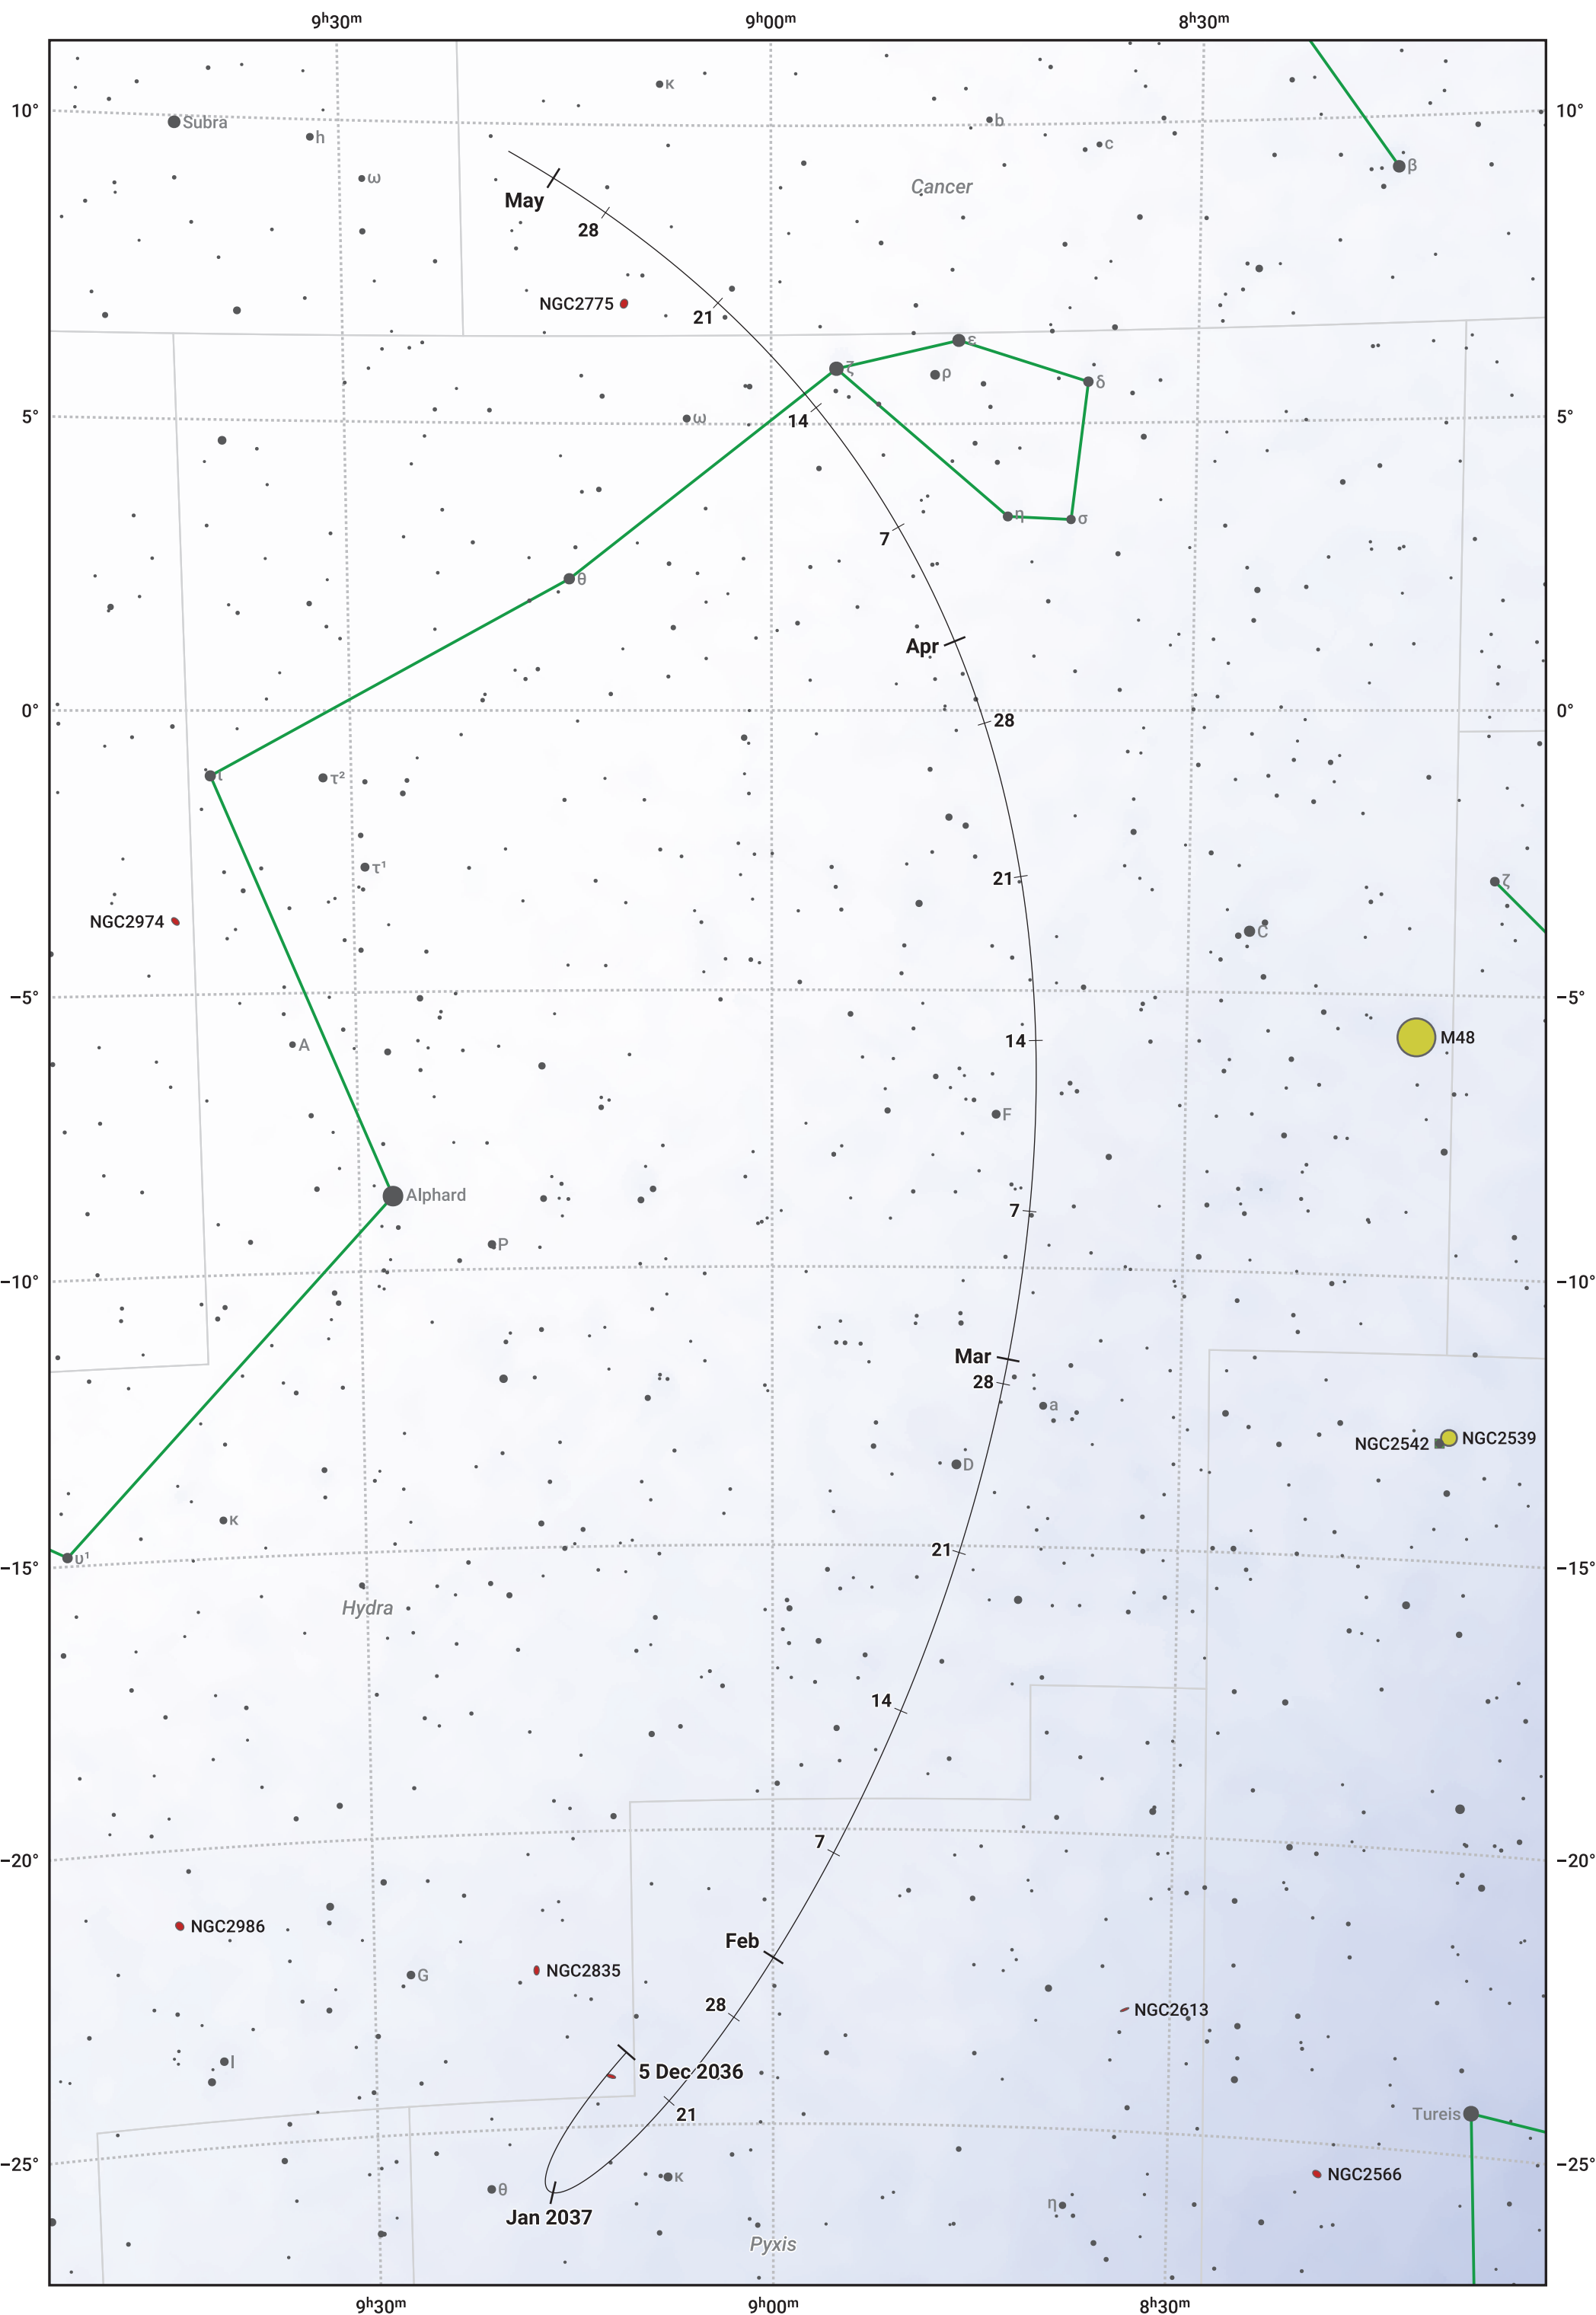 9h30m 9h00m 8h30m
κ
10° 10°
Subra b
h c
β
ω
Cancer
May
28
NGC2775
21
ε
ζ ρ
δ
5° ω 14 5°
η σ
7
θ
Apr
0° 28 0°
ι τ²
τ¹
21 ζ
NGC2974
C
−5° −5°
14 M48
A
F
Alphard
7
P
−10° −10°
Mar
28
a
NGC2539
NGC2542
D
κ
21
υ¹
−15° −15°
Hydra
14
7
−20° −20°
NGC2986
Feb
NGC2835
G
28
NGC2613
I
5 Dec 2036
21 Tureis
−25° −25°
κ NGC2566
θ
η
Jan 2037
Pyxis
9h30m 9h00m 8h30m